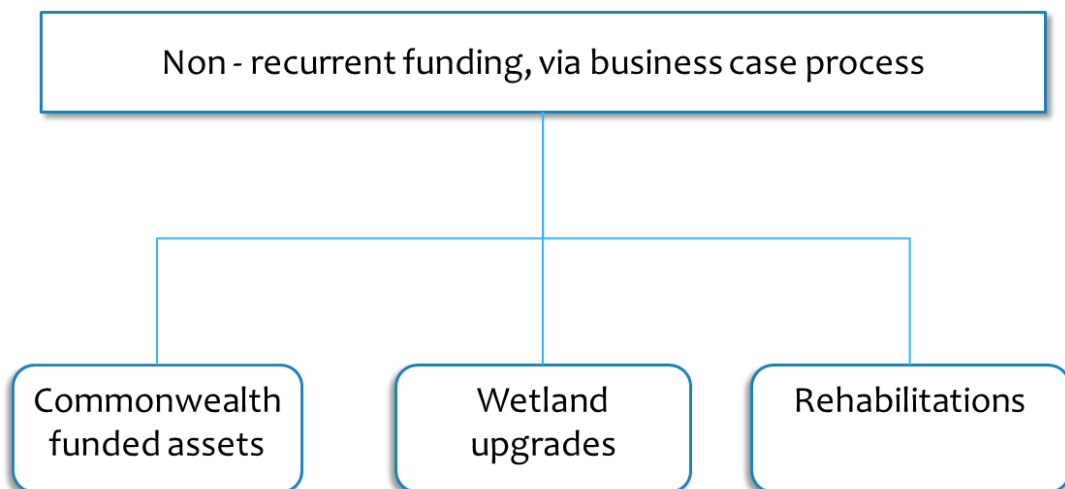 Non - recurrent funding, via business case process
Commonwealth
funded assets
Wetland
upgrades
Rehabilitations